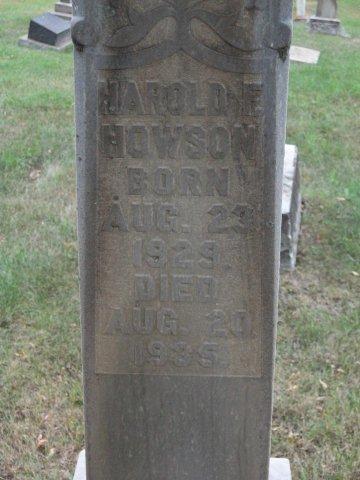 HAROLD E
HOWSON
BORN
AUG. 23
1929
DIED
AUG. 20
1935